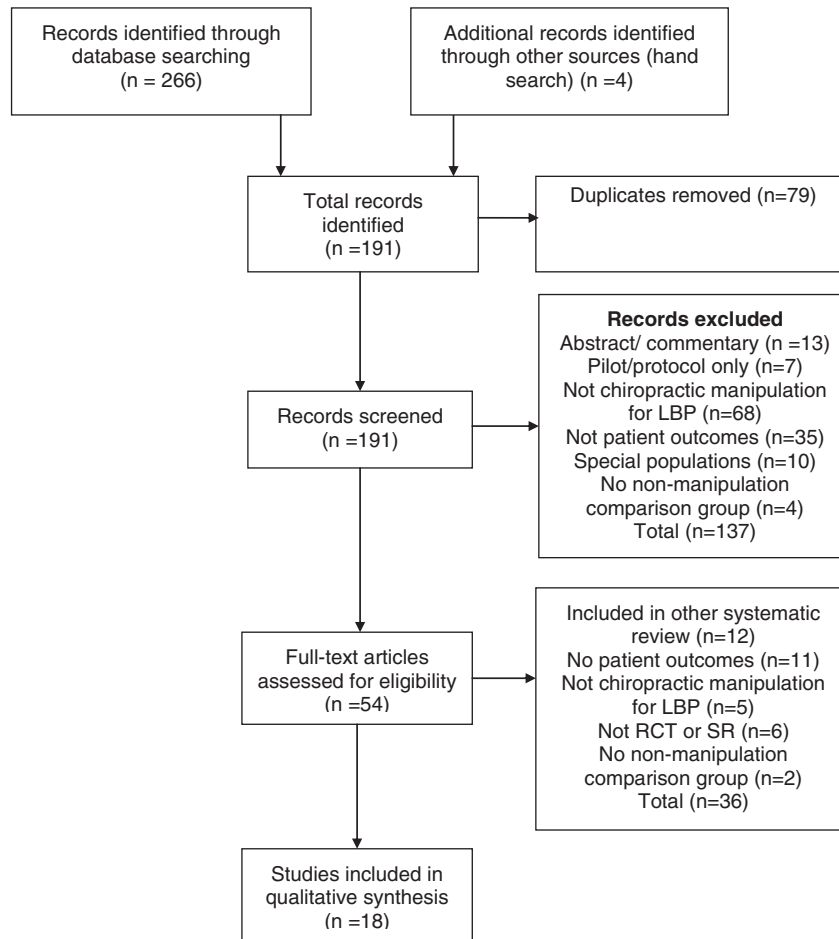 Records identified through
database searching
(n = 266)
Additional records identified
through other sources (hand
search) (n =4)
Total records
identified
(n =191)
Duplicates removed (n=79)
Records excluded
Abstract/ commentary (n =13)
Pilot/protocol only (n=7)
Not chiropractic manipulation
for LBP (n=68)
Not patient outcomes (n=35)
Special populations (n=10)
No non-manipulation
comparison group (n=4)
Total (n=137)
Records screened
(n =191)
Full-text articles
assessed for eligibility
(n =54)
Included in other systematic
review (n=12)
No patient outcomes (n=11)
Not chiropractic manipulation
for LBP (n=5)
Not RCT or SR (n=6)
No non-manipulation
comparison group (n=2)
Total (n=36)
Studies included in
qualitative synthesis
(n =18)